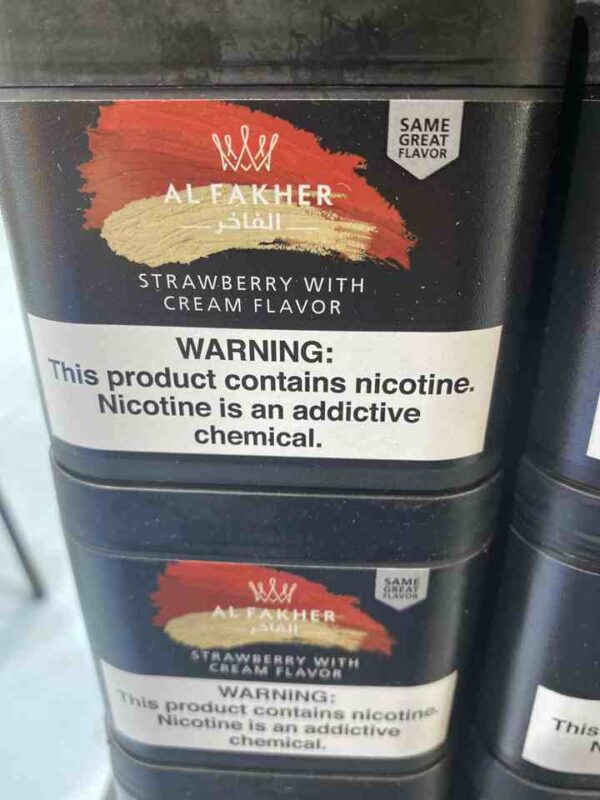 SAME
GREAT
FLAVOR
AL FAKHER
الفاخر
STRAWBERRY WITH
CREAM FLAVOR
WARNING:
This product contains nicotine.
Nicotine is an addictive
chemical.
SAME
GREAT
FLAVOR
AL FAKHER
الفاخر
STRAWBERRY WITH
CREAM FLAVOR
WARNING:
This product contains nicotine.
Nicotine is an addictive
chemical.
This
N